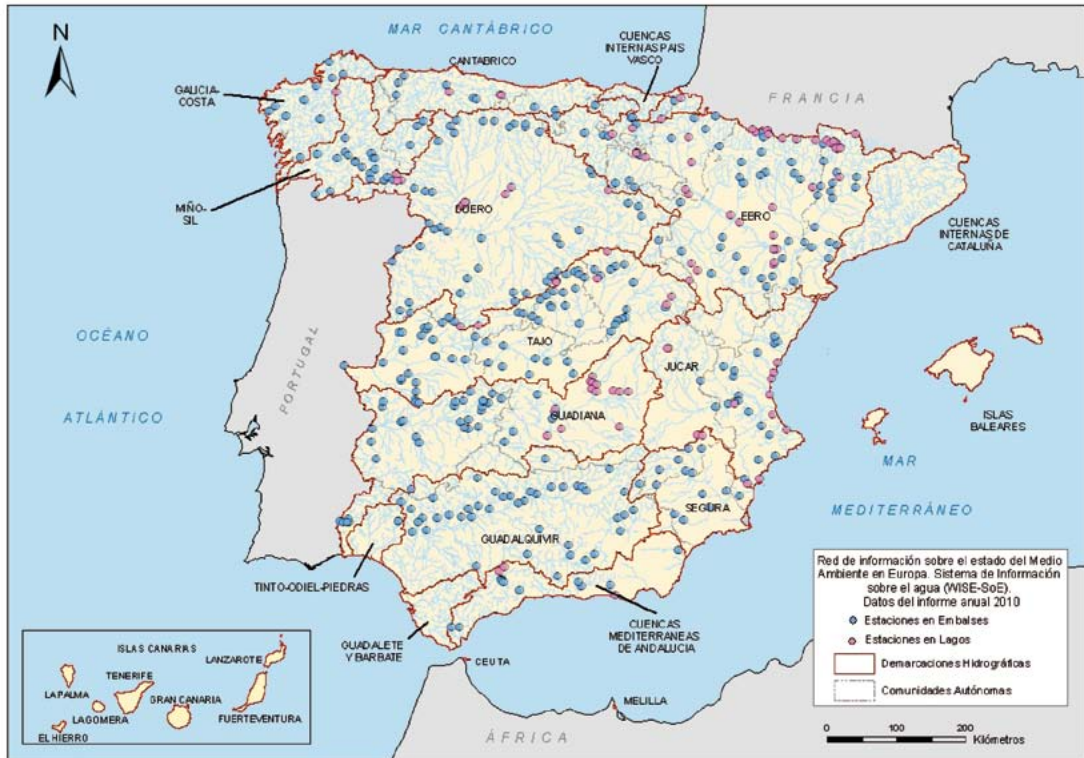 N
MAR CANTÁBRICO
CUENCAS
INTERNAS PAIS
VASCO
CANTABRICO
GALICIA-
COSTA
FRANCIA
MIÑO-
SIL
DUERO
EBRO
CUENCAS
INTERNAS DE
CATALUÑA
OCÉANO
ATLÁNTICO
PORTUGAL
TAJO
JUCAR
GUADIANA
ISLAS
BALEARES
MAR
MEDITERRÁNEO
SEGURA
GUADALQUIVIR
TINTO-ODIEL-PIEDRAS
GUADALETE
Y BARBATE
CUENCAS
MEDITERRANEAS
DE ANDALUCIA
CEUTA
MELILLA
ÁFRICA
ISLAS CANARIAS
LANZAROTE
LA PALMA
TENERIFE
GRAN CANARIA
LAGOMERA
FUERTEVENTURA
EL HIERRO
Red de información sobre el estado del Medio
Ambiente en Europa. Sistema de Información
sobre el agua (WISE-SoE).
Datos del informe anual 2010
Estaciones en Embalses
Estaciones en Lagos
Demarcaciones Hidrográficas
Comunidades Autónomas
0 100 200
Kilómetros